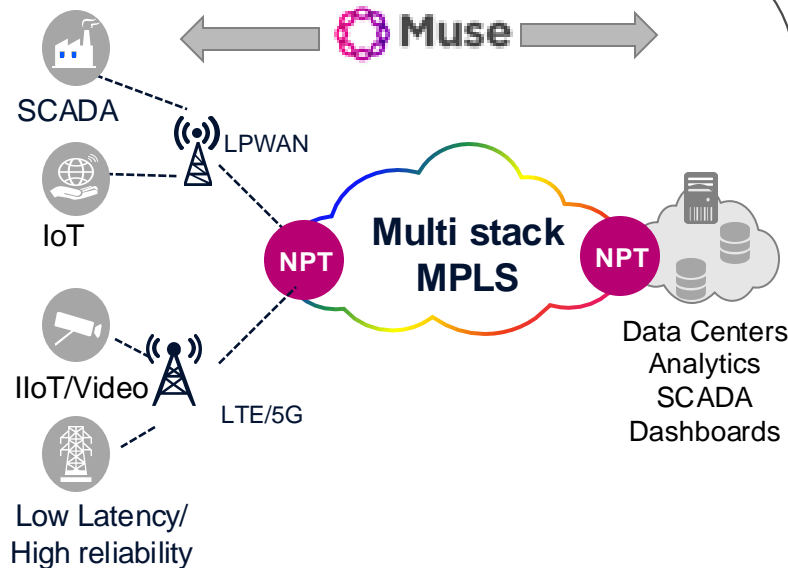 Muse
SCADA
LPWAN
IoT
NPT
Multi stack
MPLS
NPT
IIoT/Video
LTE/5G
Low Latency/
High reliability
Data Centers
Analytics
SCADA
Dashboards